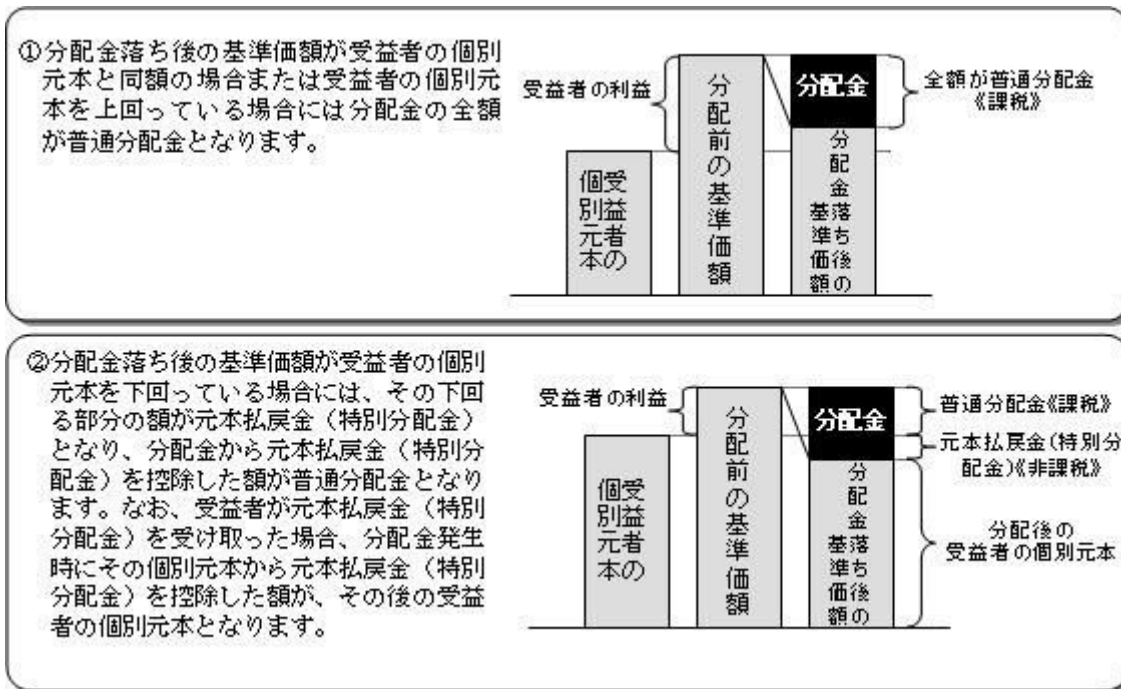 ①分配金落ち後の基準価額が受益者の個別
元本と同額の場合または受益者の個別元
本を上回っている場合には分配金の全額
が普通分配金となります。
受益者の利益
受益者の
個別元本
分配前の基準価額
分配金
分配金落ち後の
基準価額
全額が普通分配金
《課税》
②分配金落ち後の基準価額が受益者の個別
元本を下回っている場合には、その下回
る部分の額が元本払戻金（特別分配金）
となり、分配金から元本払戻金（特別分
配金）を控除した額が普通分配金となり
ます。なお、受益者が元本払戻金（特別
分配金）を受け取った場合、分配金発生
時にその個別元本から元本払戻金（特別
分配金）を控除した額が、その後の受益
者の個別元本となります。
受益者の利益
受益者の
個別元本
分配前の基準価額
分配金
分配金落ち後の
基準価額
普通分配金《課税》
元本払戻金(特別分
配金)《非課税》
分配後の
受益者の個別元本